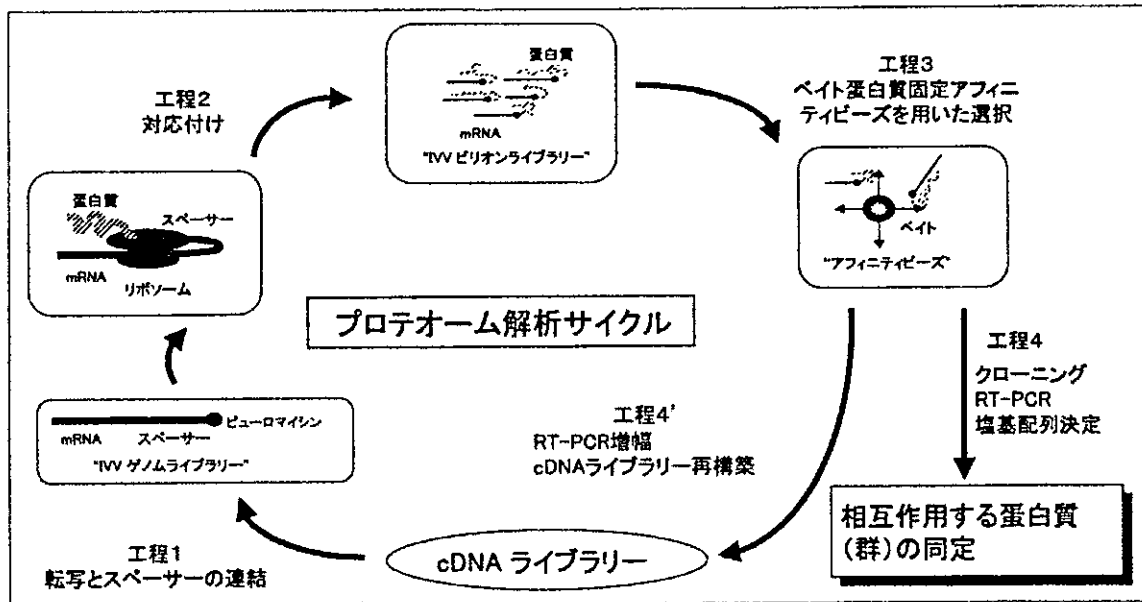 蛋白質
mRNA
"IVV ビリオンライブラリー"
工程2
対応付け
工程3
ベイト蛋白質固定アフィニ
ティビーズを用いた選択
ベイト
"アフィニティビーズ"
蛋白質
スペーサー
mRNA
リボソーム
プロテオーム解析サイクル
工程4
クローニング
RT-PCR
塩基配列決定
mRNA
スペーサー
ピューロマイシン
"IVV ゲノムライブラリー"
工程4'
RT-PCR増幅
cDNAライブラリー再構築
相互作用する蛋白質
(群)の同定
工程1
転写とスペーサーの連結
cDNA ライブラリー